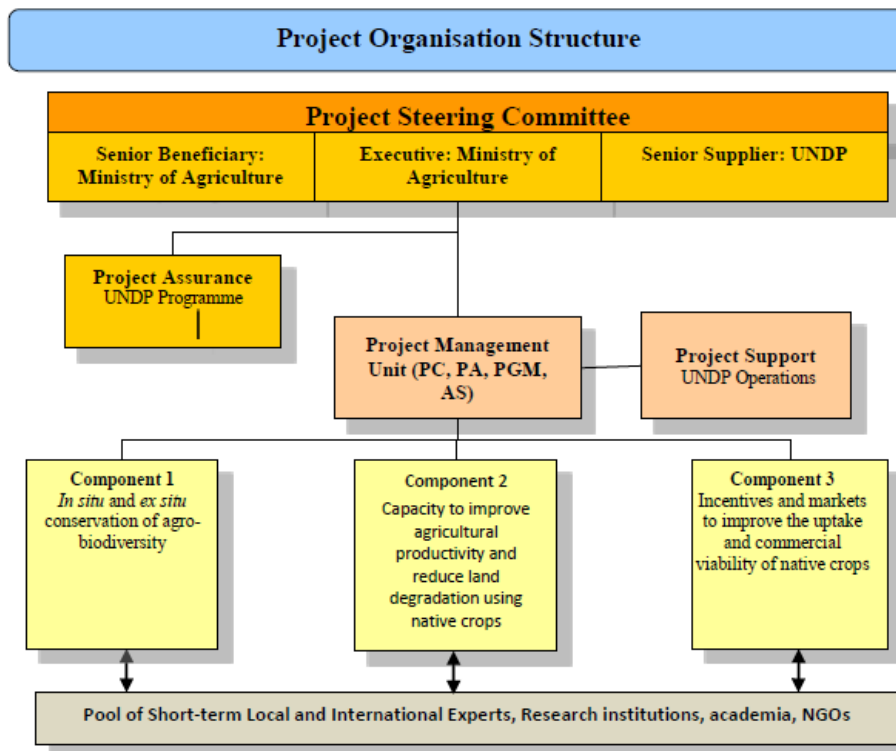 Project Organisation Structure
Project Steering Committee
Senior Beneficiary:
Ministry of Agriculture
Executive: Ministry of
Agriculture
Senior Supplier: UNDP
Project Assurance
UNDP Programme
Project Management
Unit (PC, PA, PGM,
AS)
Project Support
UNDP Operations
Component 1
In situ and ex situ
conservation of agro-
biodiversity
Component 2
Capacity to improve
agricultural
productivity and
reduce land
degradation using
native crops
Component 3
Incentives and markets
to improve the uptake
and commercial
viability of native crops
Pool of Short-term Local and International Experts, Research institutions, academia, NGOs